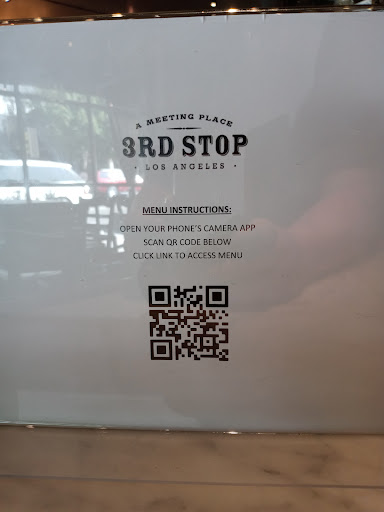 A MEETING PLACE
3RD STOP
· LOS ANGELES ·
MENU INSTRUCTIONS:
OPEN YOUR PHONE'S CAMERA APP
SCAN QR CODE BELOW
CLICK LINK TO ACCESS MENU